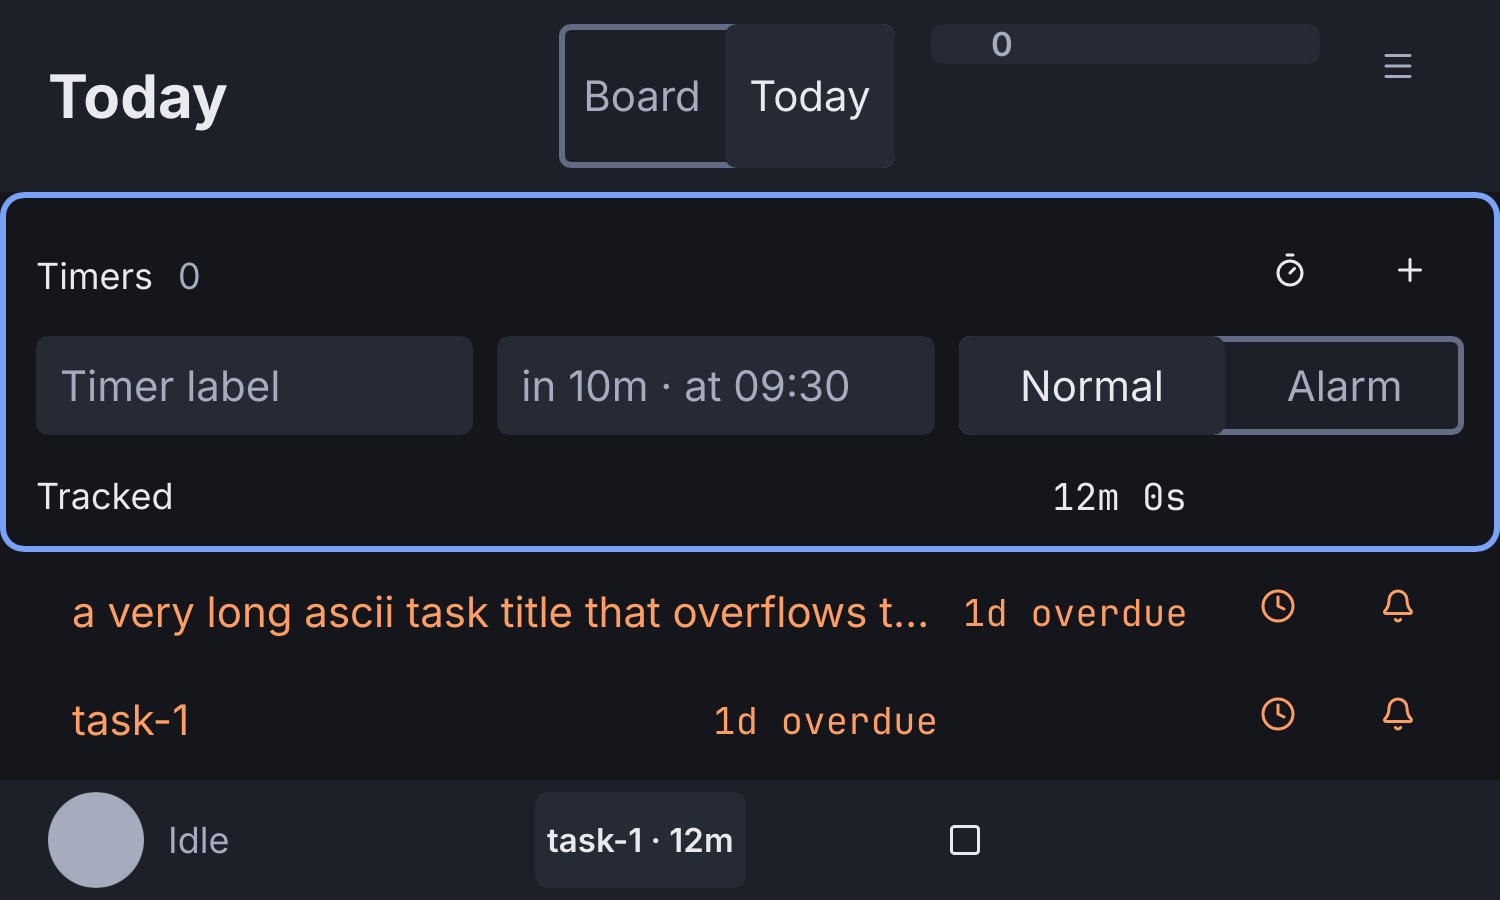 Today
Board
Today
0
Timers 0
Timer label
in 10m · at 09:30
Normal
Alarm
Tracked
12m 0s
a very long ascii task title that overflows t...
1d overdue
task-1
1d overdue
Idle
task-1 · 12m